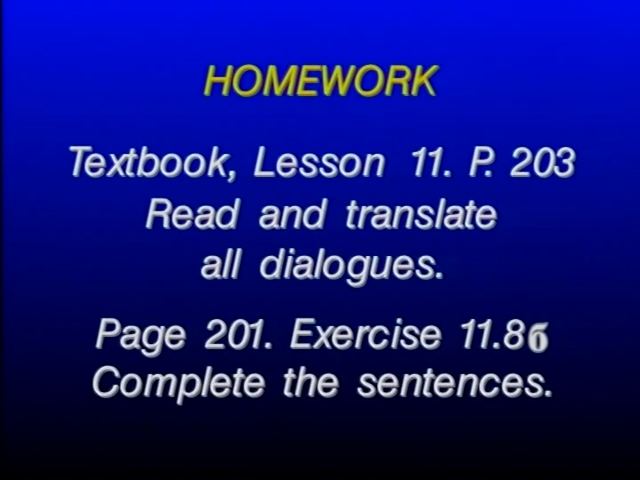 HOMEWORK
Textbook, Lesson 11. P. 203
Read and translate
all dialogues.
Page 201. Exercise 11.8б
Complete the sentences.